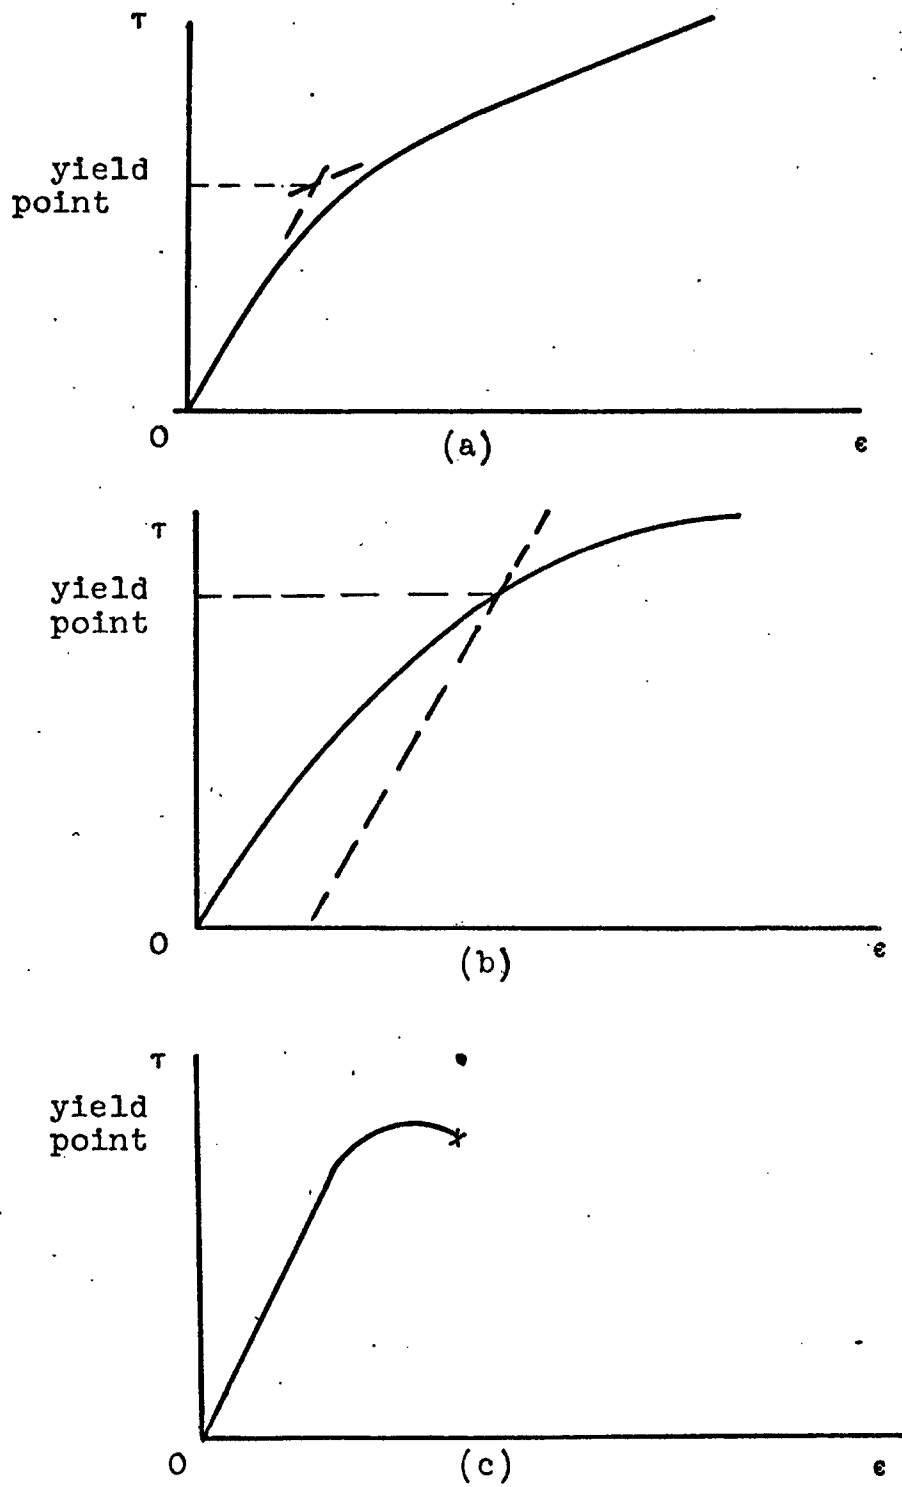 τ
yield
point
O
(a)
ϵ
τ
yield
point
O
(b)
ϵ
τ
yield
point
O
(c)
ϵ